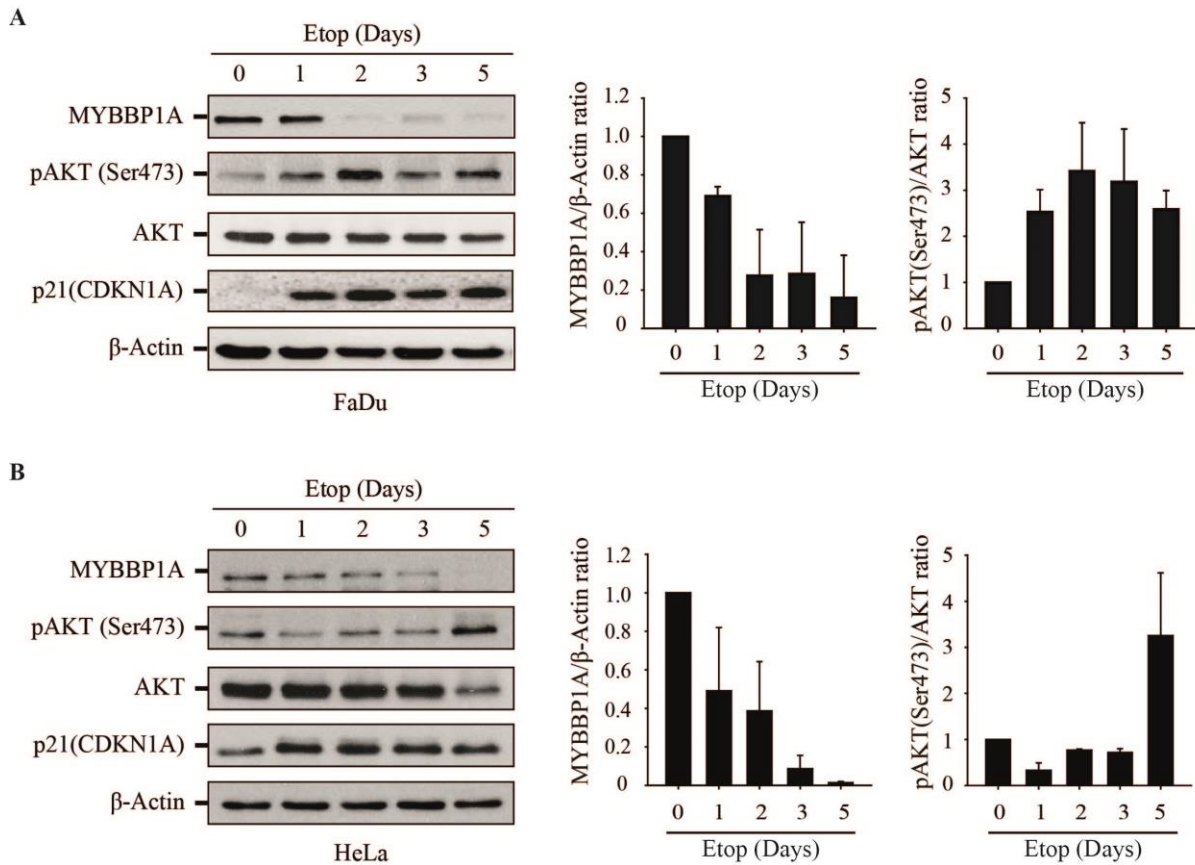 A
Etop (Days)
0 1 2 3 5
MYBBP1A
pAKT (Ser473)
AKT
p21(CDKN1A)
β-Actin
FaDu
MYBBP1A/β-Actin ratio
1.2
1.0
0.8
0.6
0.4
0.2
0
0 1 2 3 5
Etop (Days)
pAKT(Ser473)/AKT ratio
5
4
3
2
1
0
0 1 2 3 5
Etop (Days)
B
Etop (Days)
0 1 2 3 5
MYBBP1A
pAKT (Ser473)
AKT
p21(CDKN1A)
β-Actin
HeLa
MYBBP1A/β-Actin ratio
1.2
1.0
0.8
0.6
0.4
0.2
0
0 1 2 3 5
Etop (Days)
pAKT(Ser473)/AKT ratio
5
4
3
2
1
0
0 1 2 3 5
Etop (Days)